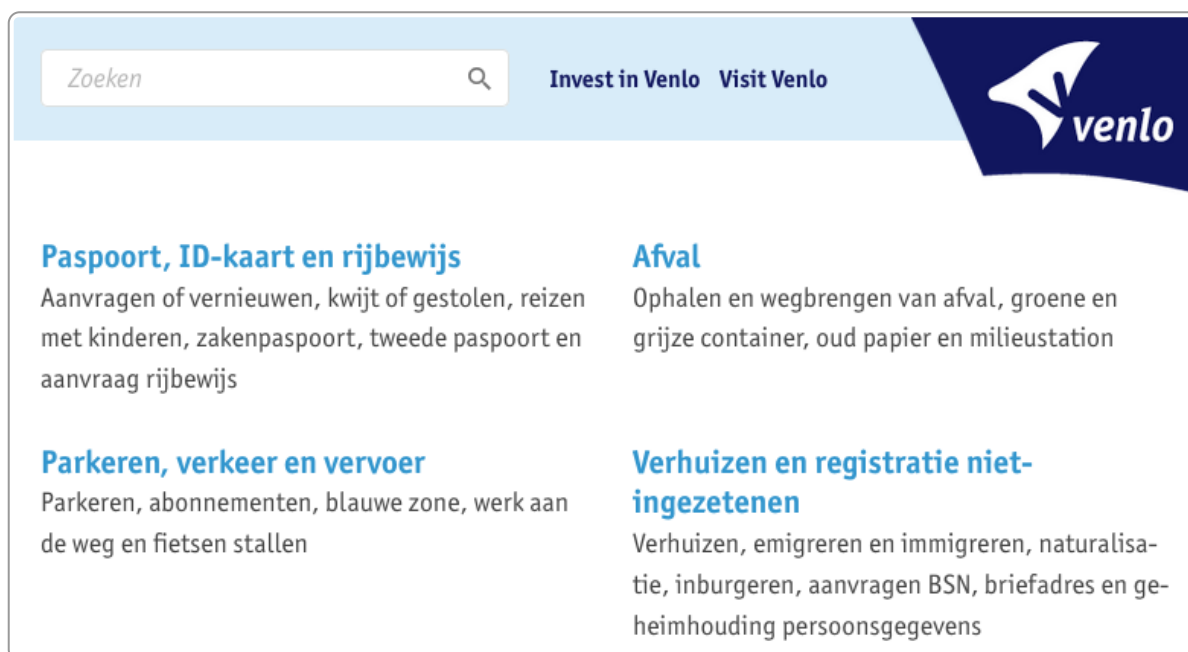 Zoeken
Invest in Venlo Visit Venlo
venlo
Paspoort, ID-kaart en rijbewijs
Aanvragen of vernieuwen, kwijt of gestolen, reizen
met kinderen, zakenpaspoort, tweede paspoort en
aanvraag rijbewijs
Afval
Ophalen en wegbrengen van afval, groene en
grijze container, oud papier en milieustation
Parkeren, verkeer en vervoer
Parkeren, abonnementen, blauwe zone, werk aan
de weg en fietsen stallen
Verhuizen en registratie niet-
ingezetenen
Verhuizen, emigreren en immigreren, naturalisa-
tie, inburgeren, aanvragen BSN, briefadres en ge-
heimhouding persoonsgegevens